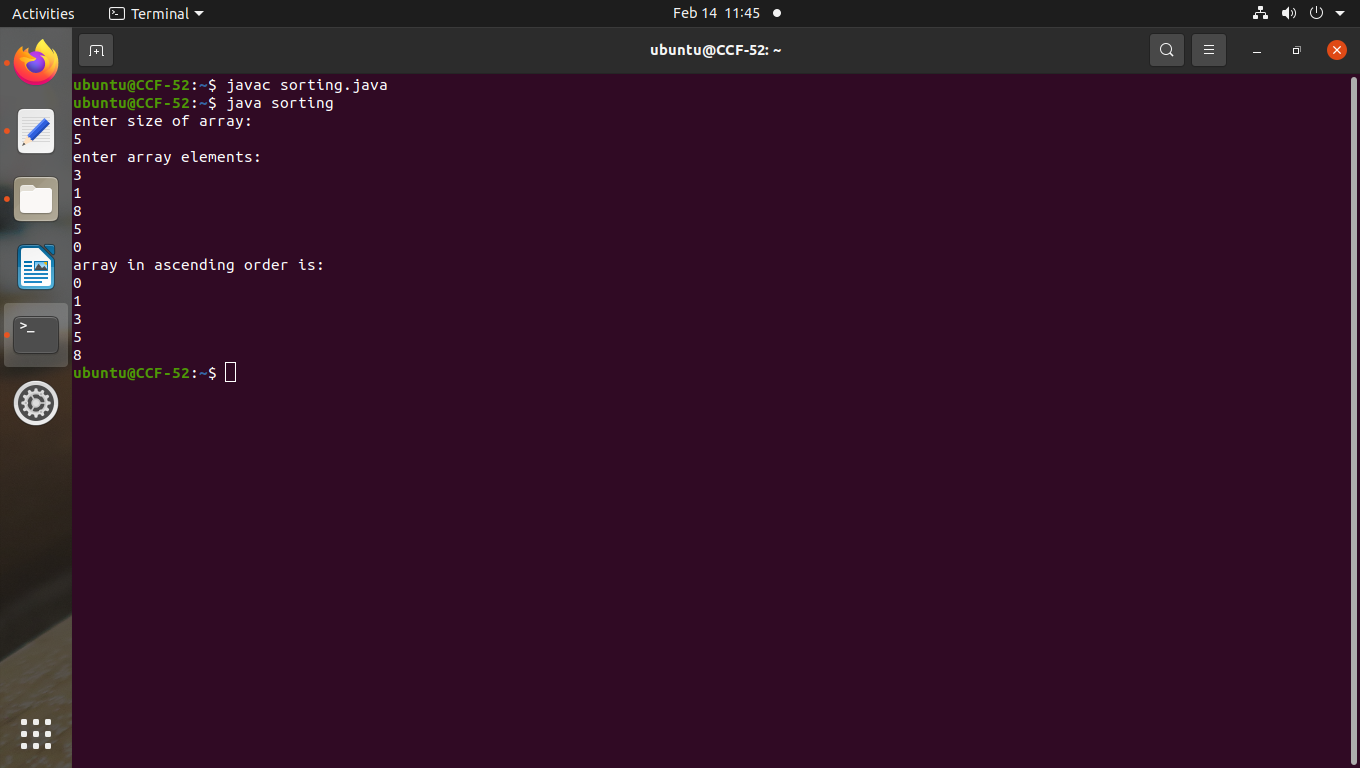 Activities Terminal Feb 14 11:45
ubuntu@CCF-52: ~
ubuntu@CCF-52:~$ javac sorting.java
ubuntu@CCF-52:~$ java sorting
enter size of array:
5
enter array elements:
3
1
8
5
0
array in ascending order is:
0
1
3
5
8
ubuntu@CCF-52:~$